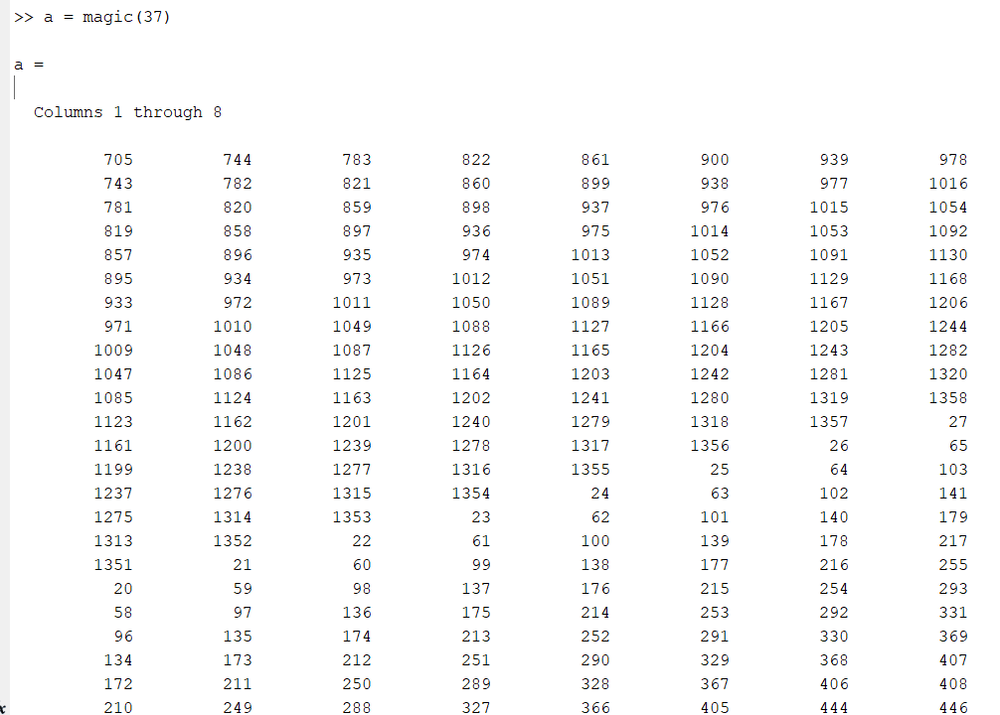 >> a = magic(37)
a =
Columns 1 through 8
705 744 783 822 861 900 939 978
743 782 821 860 899 938 977 1016
781 820 859 898 937 976 1015 1054
819 858 897 936 975 1014 1053 1092
857 896 935 974 1013 1052 1091 1130
895 934 973 1012 1051 1090 1129 1168
933 972 1011 1050 1089 1128 1167 1206
971 1010 1049 1088 1127 1166 1205 1244
1009 1048 1087 1126 1165 1204 1243 1282
1047 1086 1125 1164 1203 1242 1281 1320
1085 1124 1163 1202 1241 1280 1319 1358
1123 1162 1201 1240 1279 1318 1357 27
1161 1200 1239 1278 1317 1356 26 65
1199 1238 1277 1316 1355 25 64 103
1237 1276 1315 1354 24 63 102 141
1275 1314 1353 23 62 101 140 179
1313 1352 22 61 100 139 178 217
1351 21 60 99 138 177 216 255
20 59 98 137 176 215 254 293
58 97 136 175 214 253 292 331
96 135 174 213 252 291 330 369
134 173 212 251 290 329 368 407
172 211 250 289 328 367 406 408
210 249 288 327 366 405 444 446